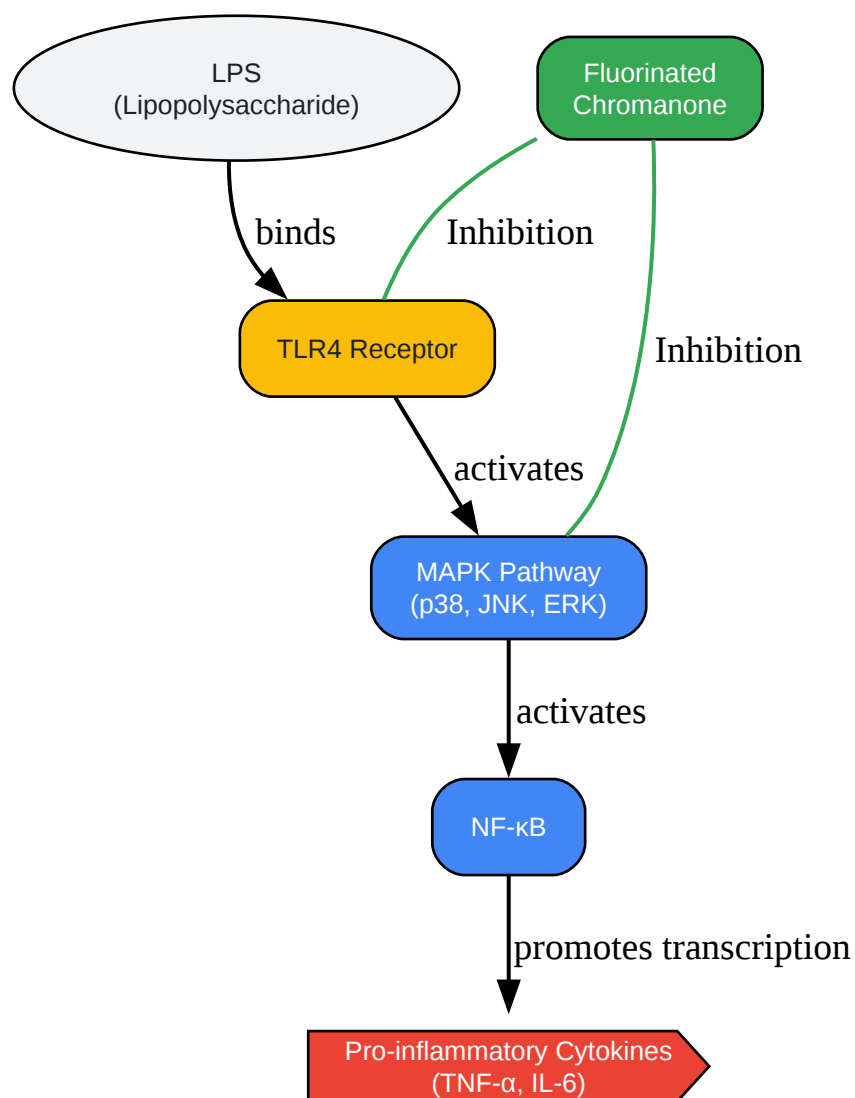 LPS
(Lipopolysaccharide)
Fluorinated
Chromanone
binds
Inhibition
TLR4 Receptor
Inhibition
activates
MAPK Pathway
(p38, JNK, ERK)
activates
NF-κB
promotes transcription
Pro-inflammatory Cytokines
(TNF-α, IL-6)